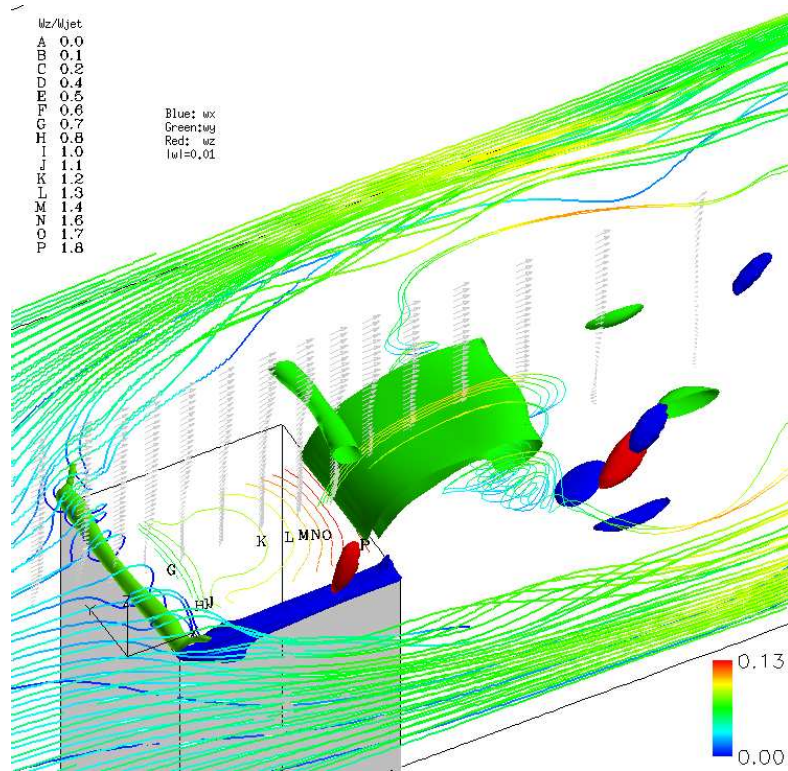 Wz/Wjet
A 0.0
B 0.1
C 0.2
D 0.4
E 0.5
F 0.6
G 0.7
H 0.8
I 1.0
J 1.1
K 1.2
L 1.3
M 1.4
N 1.6
O 1.7
P 1.8
Blue: wx
Green:wy
Red: wz
|w|=0.01
K L MNO P
G
H
Y
Z
0.13
0.00